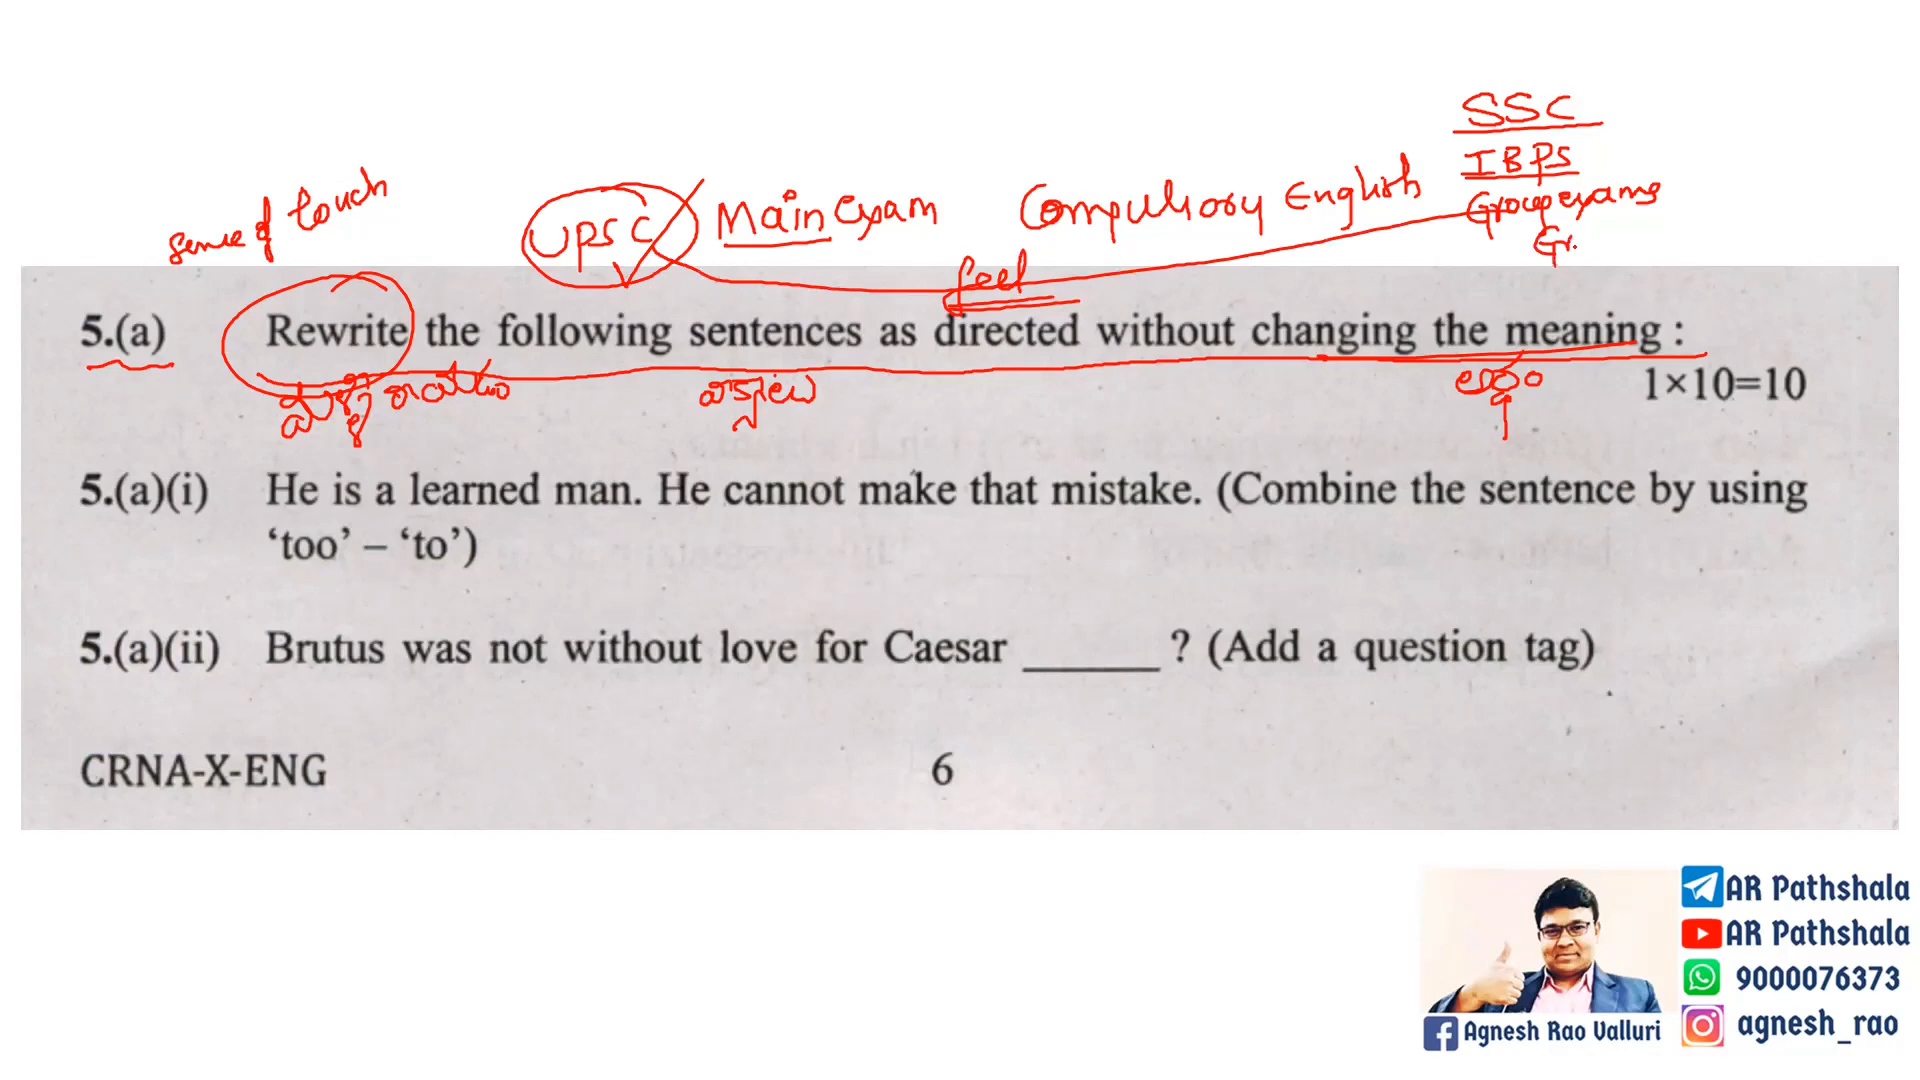 SSC
IBPS
Group exams
Gr.
sense of touch
UPSC Main exam Compulsory English
feel
5.(a) Rewrite the following sentences as directed without changing the meaning :
1×10=10
5.(a)(i) He is a learned man. He cannot make that mistake. (Combine the sentence by using
‘too’ – ‘to’)
5.(a)(ii) Brutus was not without love for Caesar ______ ? (Add a question tag)
CRNA-X-ENG 6
AR Pathshala
AR Pathshala
9000076373
Agnesh Rao Valluri
agnesh_rao